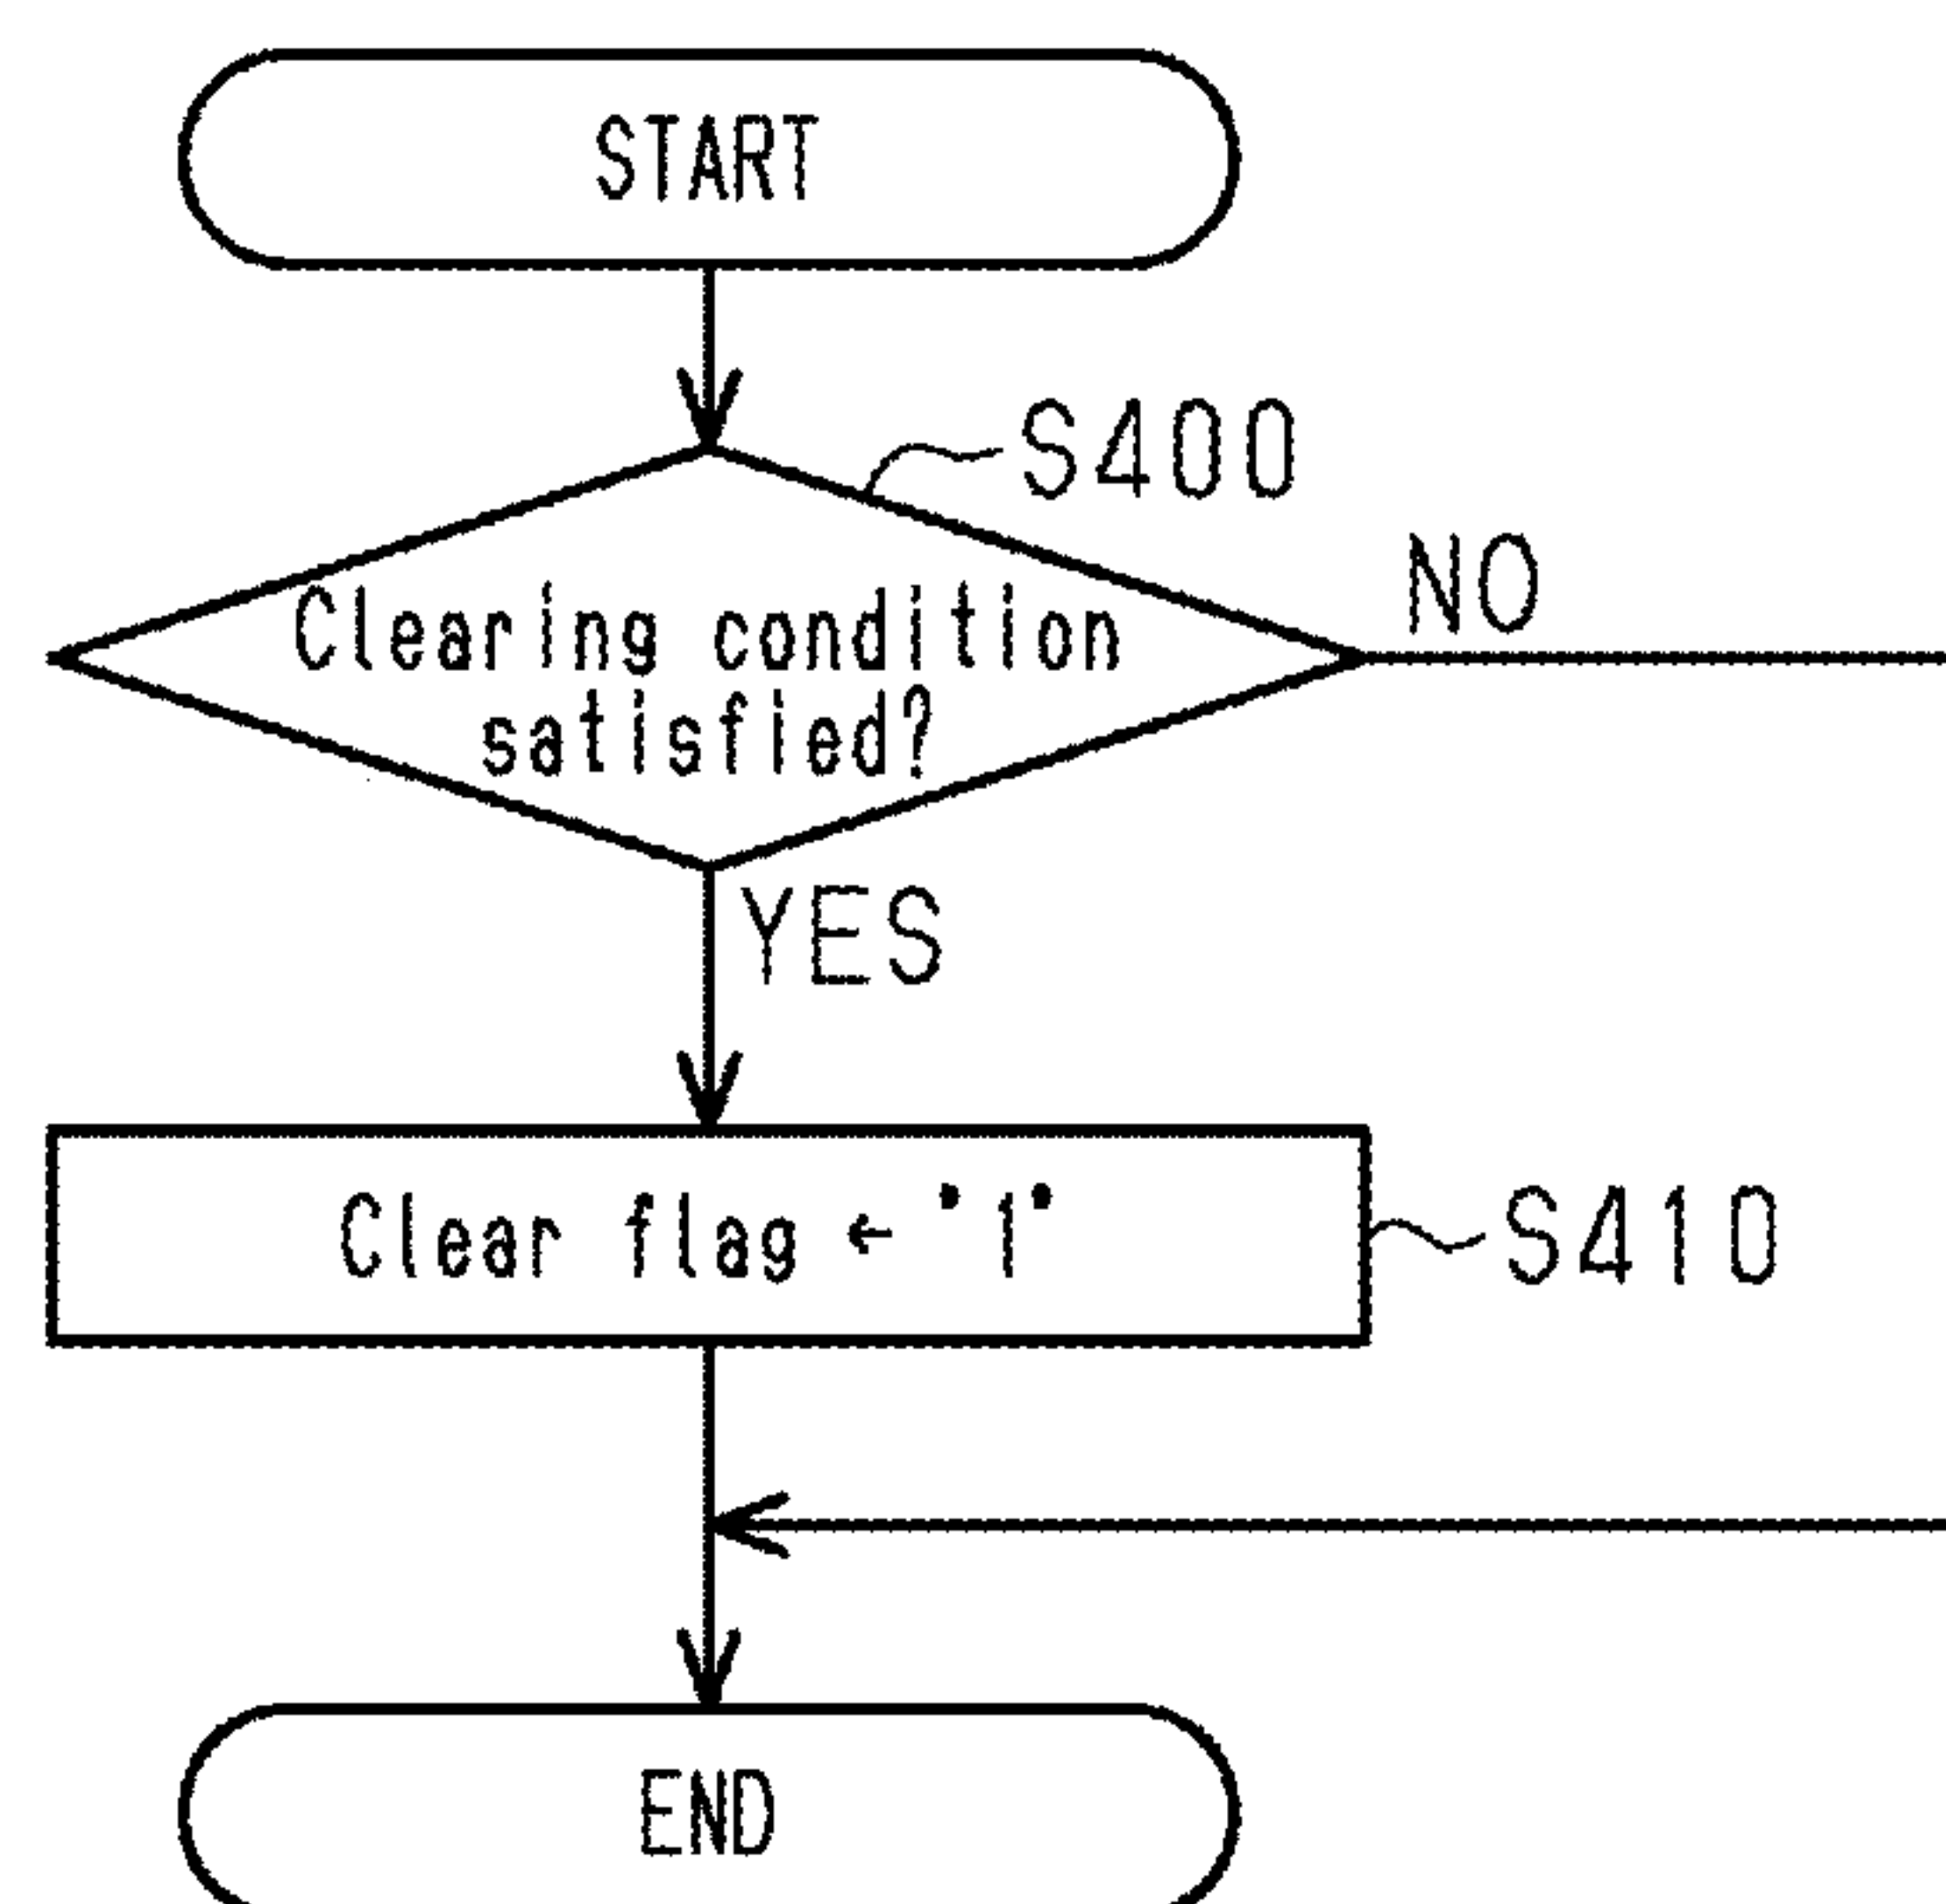 START
S400
NO
Clearing condition
satisfied?
YES
Clear flag ← "1"
S410
END